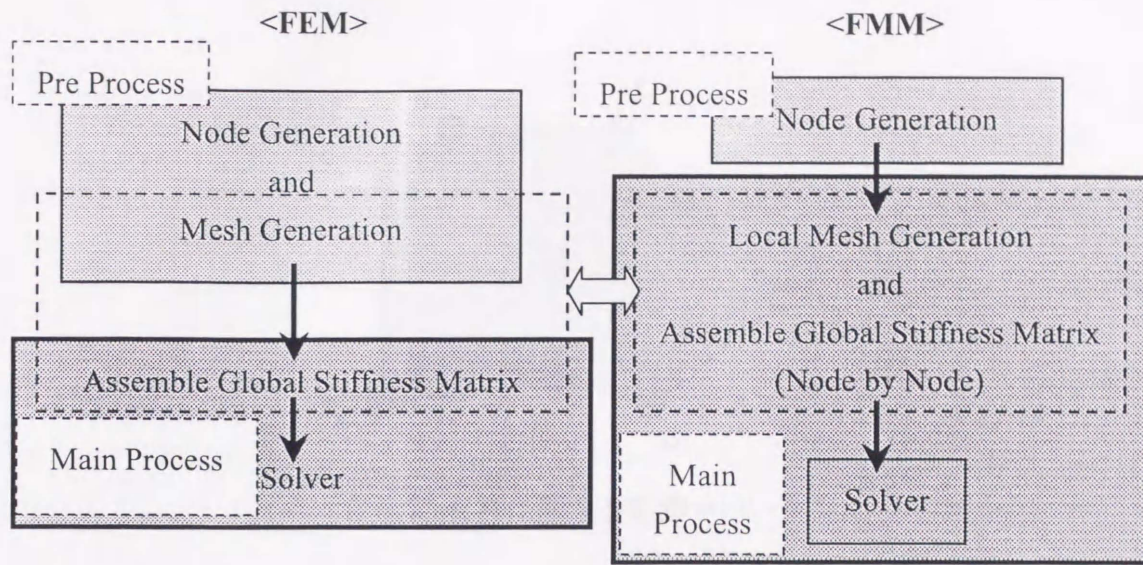 <FEM>
Pre Process
Node Generation
and
Mesh Generation
Assemble Global Stiffness Matrix
Main Process
Solver
<FMM>
Pre Process
Node Generation
Local Mesh Generation
and
Assemble Global Stiffness Matrix
(Node by Node)
Main
Process
Solver